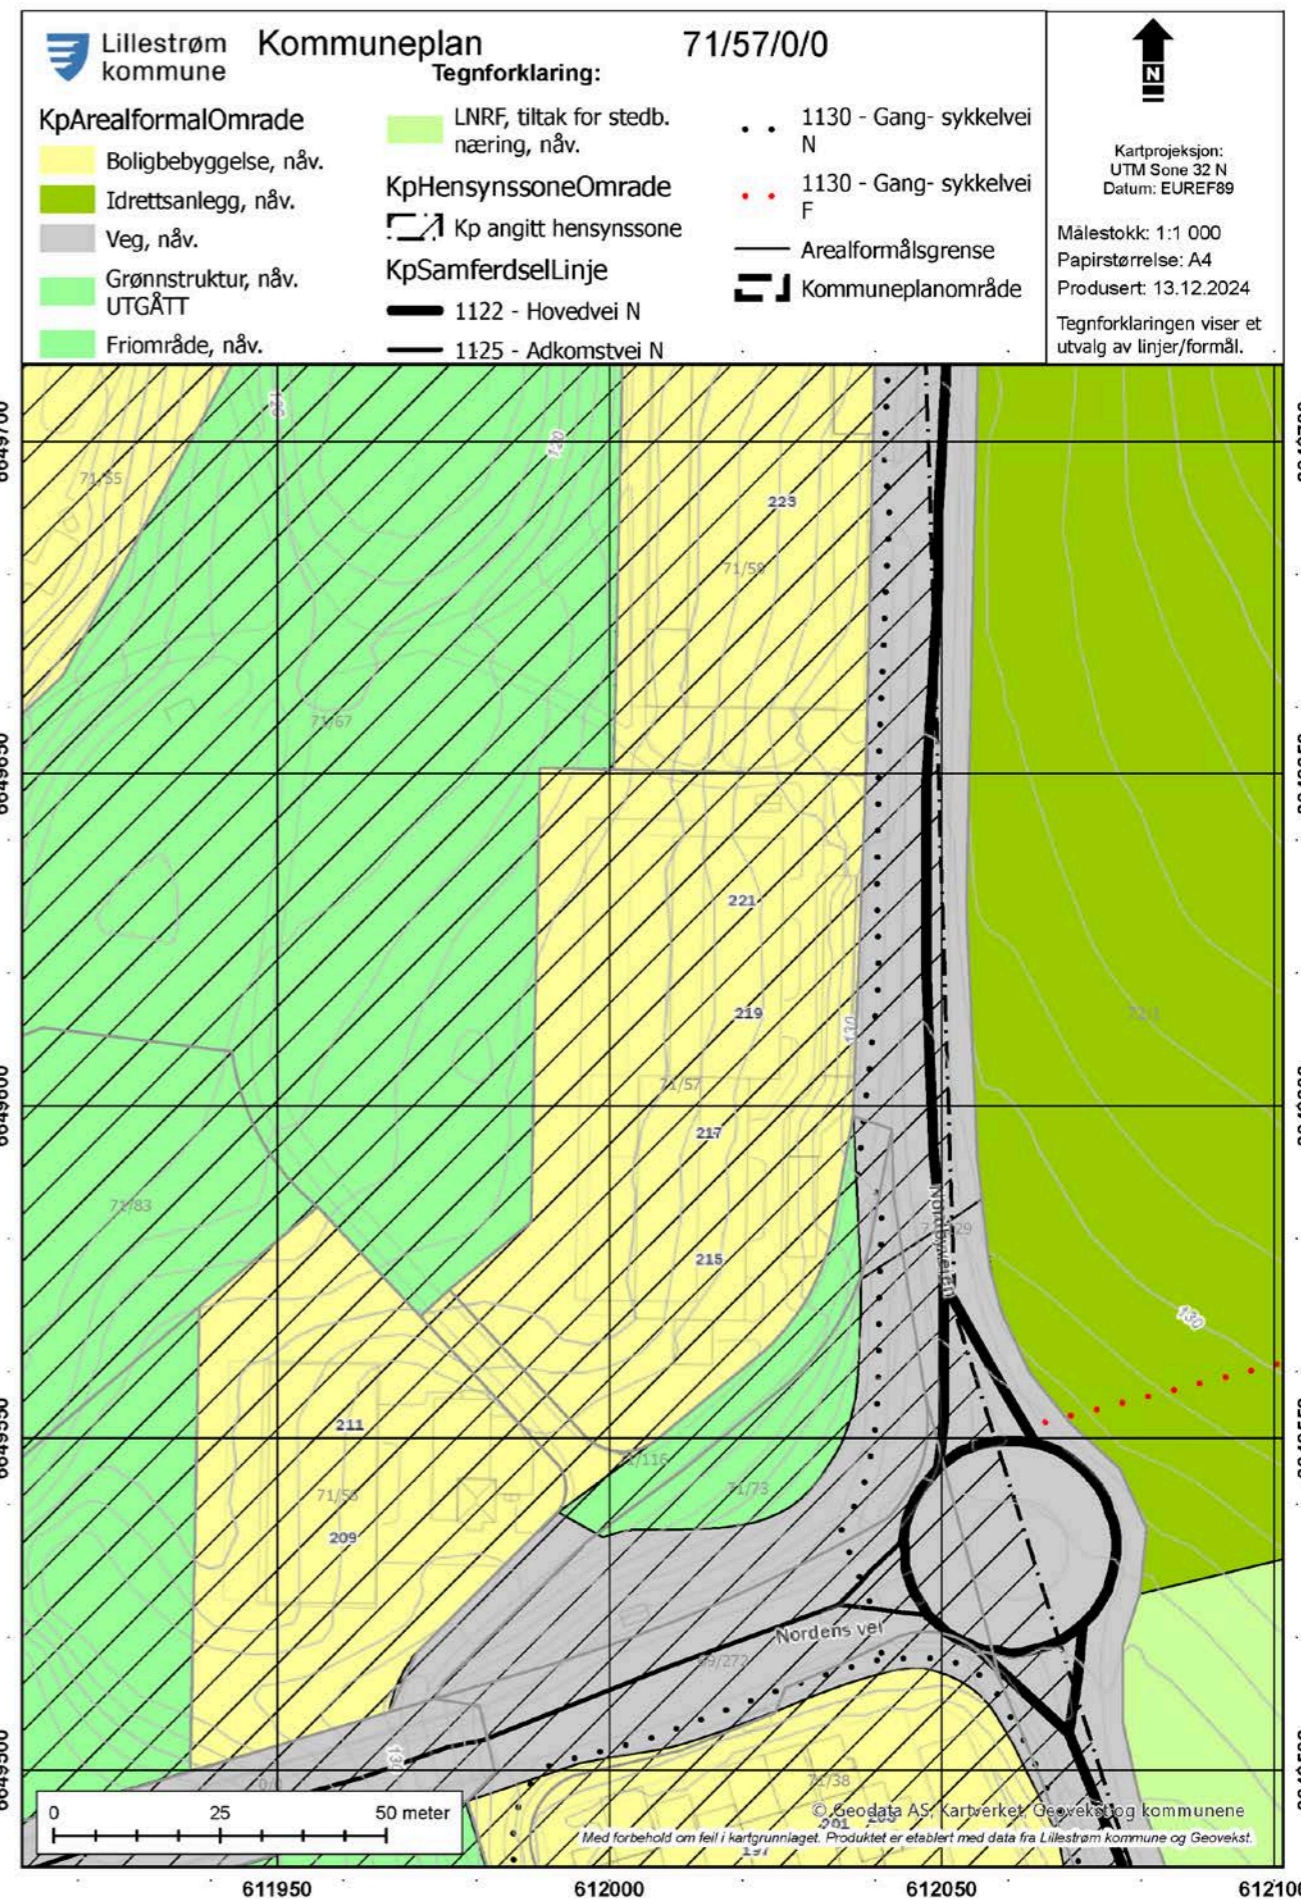 Lillestrøm
kommune
Kommuneplan
71/57/0/0
Tegnforklaring:
KpArealformalOmrade
Boligbebyggelse, nåv.
Idrettsanlegg, nåv.
Veg, nåv.
Grønnstruktur, nåv.
UTGÅTT
Friområde, nåv.
LNRF, tiltak for stedb.
næring, nåv.
KpHensynssoneOmrade
Kp angitt hensynssone
KpSamferdselLinje
1122 - Hovedvei N
1125 - Adkomstvei N
1130 - Gang- sykkelvei
N
1130 - Gang- sykkelvei
F
Arealformålsgrense
Kommuneplanområde
N
Kartprojeksjon:
UTM Sone 32 N
Datum: EUREF89
Målestokk: 1:1 000
Papirstørrelse: A4
Produsert: 13.12.2024
Tegnforklaringen viser et
utvalg av linjer/formål.
120
71/55
223
71/58
71/67
221
219
130
71/57
217
71/83
215
130
211
71/116
71/73
209
Nordens vei
69/272
130
71/38
0 25 50 meter
© Geodata AS, Kartverket, Geovekst og kommunene
201
Med forbehold om feil i kartgrunnlaget. Produktet er etablert med data fra Lillestrøm kommune og Geovekst.
197
611950 612000 612050